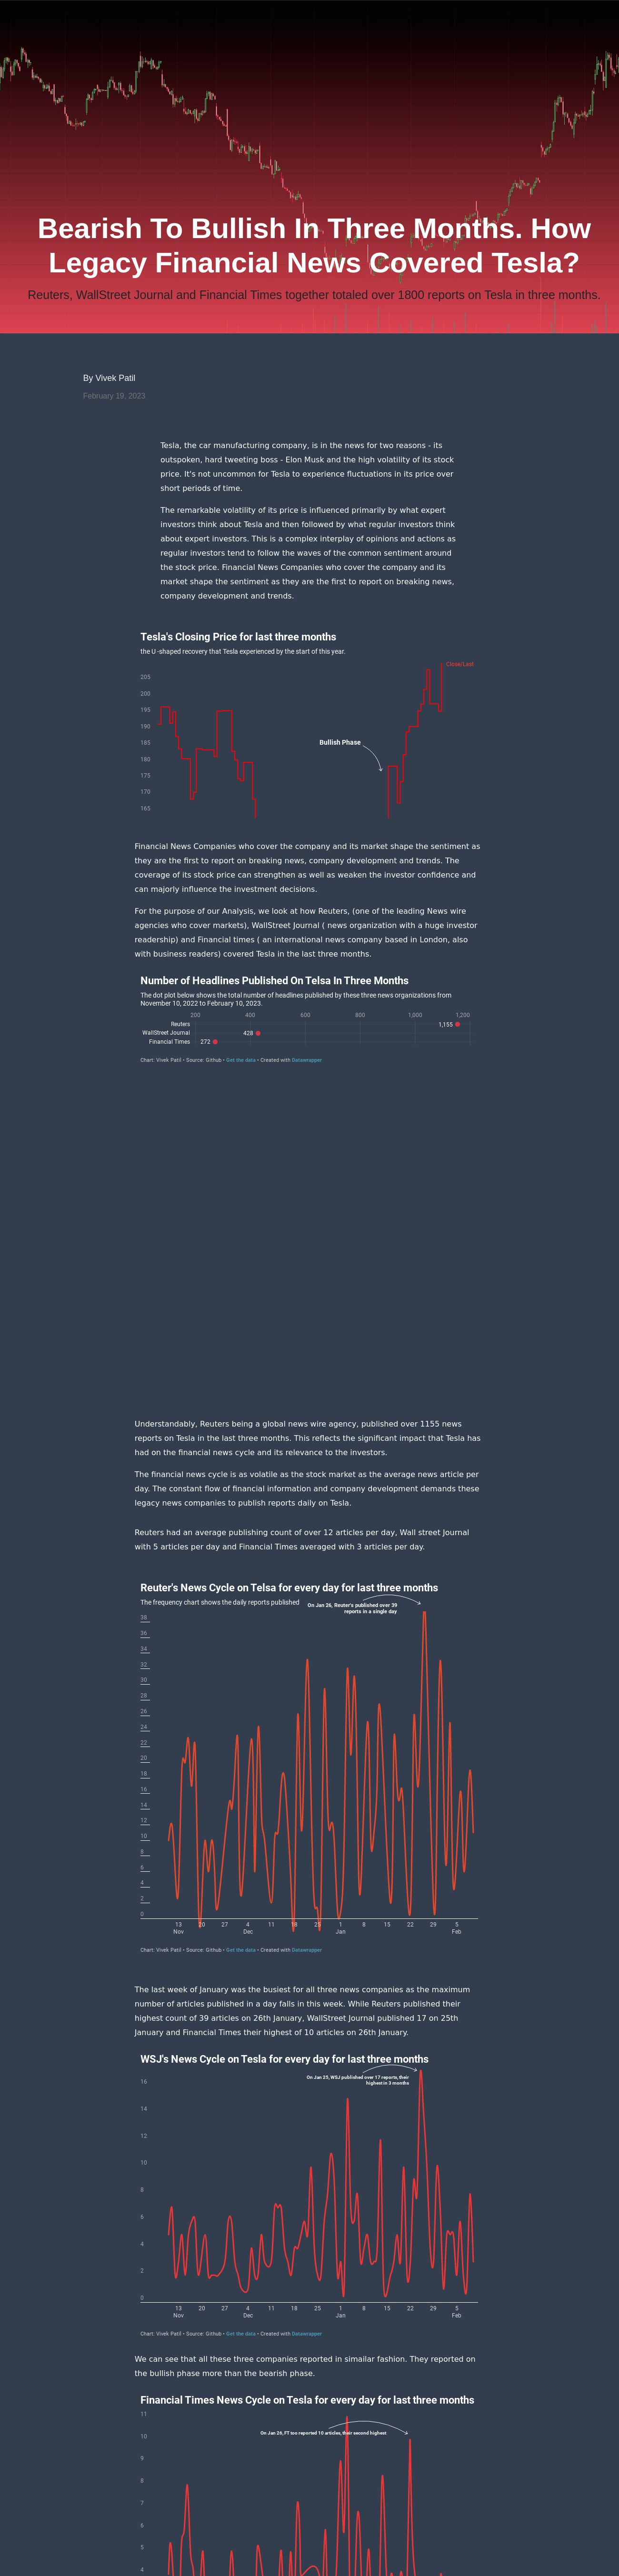 Bearish To Bullish In Three Months. How
Legacy Financial News Covered Tesla?
Reuters, WallStreet Journal and Financial Times together totaled over 1800 reports on Tesla in three months.
By Vivek Patil
February 19, 2023
Tesla, the car manufacturing company, is in the news for two reasons - its
outspoken, hard tweeting boss - Elon Musk and the high volatility of its stock
price. It's not uncommon for Tesla to experience fluctuations in its price over
short periods of time.
The remarkable volatility of its price is influenced primarily by what expert
investors think about Tesla and then followed by what regular investors think
about expert investors. This is a complex interplay of opinions and actions as
regular investors tend to follow the waves of the common sentiment around
the stock price. Financial News Companies who cover the company and its
market shape the sentiment as they are the first to report on breaking news,
company development and trends.
Tesla's Closing Price for last three months
the U -shaped recovery that Tesla experienced by the start of this year.
Close/Last
205
200
195
190
185
180
175
170
165
Bullish Phase
Financial News Companies who cover the company and its market shape the sentiment as
they are the first to report on breaking news, company development and trends. The
coverage of its stock price can strengthen as well as weaken the investor confidence and
can majorly influence the investment decisions.
For the purpose of our Analysis, we look at how Reuters, (one of the leading News wire
agencies who cover markets), WallStreet Journal ( news organization with a huge investor
readership) and Financial times ( an international news company based in London, also
with business readers) covered Tesla in the last three months.
Number of Headlines Published On Telsa In Three Months
The dot plot below shows the total number of headlines published by these three news organizations from
November 10, 2022 to February 10, 2023.
200 400 600 800 1,000 1,200
Reuters 1,155
WallStreet Journal 428
Financial Times 272
Chart: Vivek Patil • Source: Github • Get the data • Created with Datawrapper
Understandably, Reuters being a global news wire agency, published over 1155 news
reports on Tesla in the last three months. This reflects the significant impact that Tesla has
had on the financial news cycle and its relevance to the investors.
The financial news cycle is as volatile as the stock market as the average news article per
day. The constant flow of financial information and company development demands these
legacy news companies to publish reports daily on Tesla.
Reuters had an average publishing count of over 12 articles per day, Wall street Journal
with 5 articles per day and Financial Times averaged with 3 articles per day.
Reuter's News Cycle on Telsa for every day for last three months
The frequency chart shows the daily reports published
On Jan 26, Reuter's published over 39
reports in a single day
38
36
34
32
30
28
26
24
22
20
18
16
14
12
10
8
6
4
2
0
13 20 27 4 11 18 25 1 8 15 22 29 5
Nov Dec Jan Feb
Chart: Vivek Patil • Source: Github • Get the data • Created with Datawrapper
The last week of January was the busiest for all three news companies as the maximum
number of articles published in a day falls in this week. While Reuters published their
highest count of 39 articles on 26th January, WallStreet Journal published 17 on 25th
January and Financial Times their highest of 10 articles on 26th January.
WSJ's News Cycle on Tesla for every day for last three months
On Jan 25, WSJ published over 17 reports, their
highest in 3 months
16
14
12
10
8
6
4
2
0
13 20 27 4 11 18 25 1 8 15 22 29 5
Nov Dec Jan Feb
Chart: Vivek Patil • Source: Github • Get the data • Created with Datawrapper
We can see that all these three companies reported in simailar fashion. They reported on
the bullish phase more than the bearish phase.
Financial Times News Cycle on Tesla for every day for last three months
On Jan 26, FT too reported 10 articles, their second highest
11
10
9
8
7
6
5
4